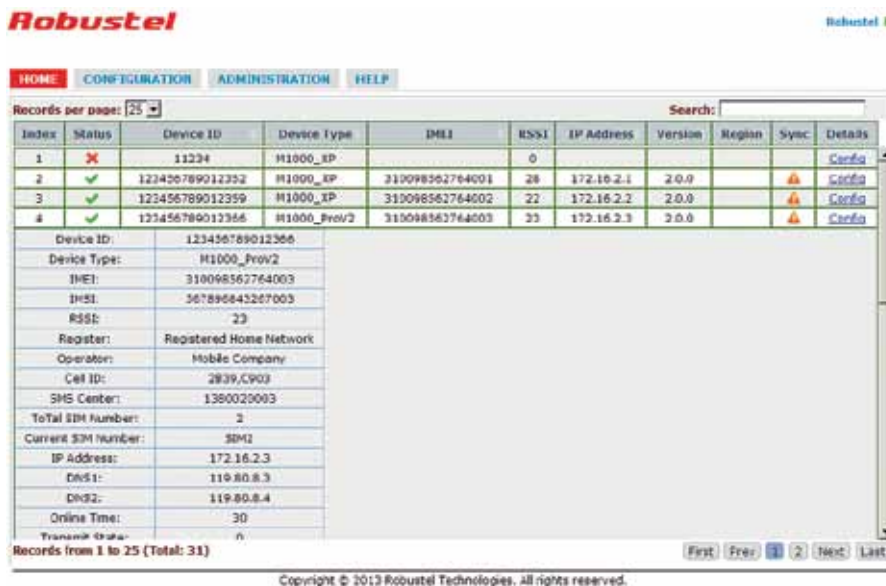 Robustel
Robustel
HOME CONFIGURATION ADMINISTRATION HELP
Records per page: 25 Search:
Index Status Device ID Device Type IMEI RSSI IP Address Version Region Sync Details
1 11234 M1000_XP 0 Config
2 123456789012352 M1000_XP 310098562764001 28 172.16.2.1 2.0.0 Config
3 123456789012359 M1000_XP 310098562764002 22 172.16.2.2 2.0.0 Config
4 123456789012366 M1000_ProV2 310098562764003 23 172.16.2.3 2.0.0 Config
Device ID: 123456789012366
Device Type: M1000_ProV2
IMEI: 310098562764003
IMSI: 367896843267003
RSSI: 23
Register: Registered Home Network
Operator: Mobile Company
Cell ID: 2839,C903
SMS Center: 1380020003
ToTal SIM Number: 2
Current SIM Number: SIM2
IP Address: 172.16.2.3
DNS1: 119.80.8.3
DNS2: 119.80.8.4
Online Time: 30
Transmit State: 0
Records from 1 to 25 (Total: 31) First Prev 1 2 Next Last
Copyright © 2013 Robustel Technologies. All rights reserved.